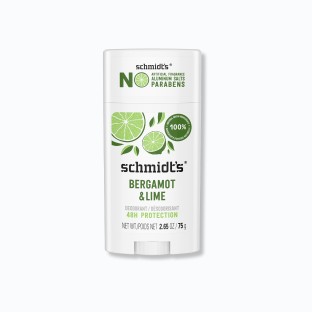 schmidt's®
NO ARTIFICIAL FRAGRANCE
ALUMINUM SALTS
PARABENS
100%
schmidt's®
BERGAMOT
& LIME
DEODORANT / DÉSODORISANT
48H PROTECTION
NET WT./POIDS NET 2.65 OZ / 75 g